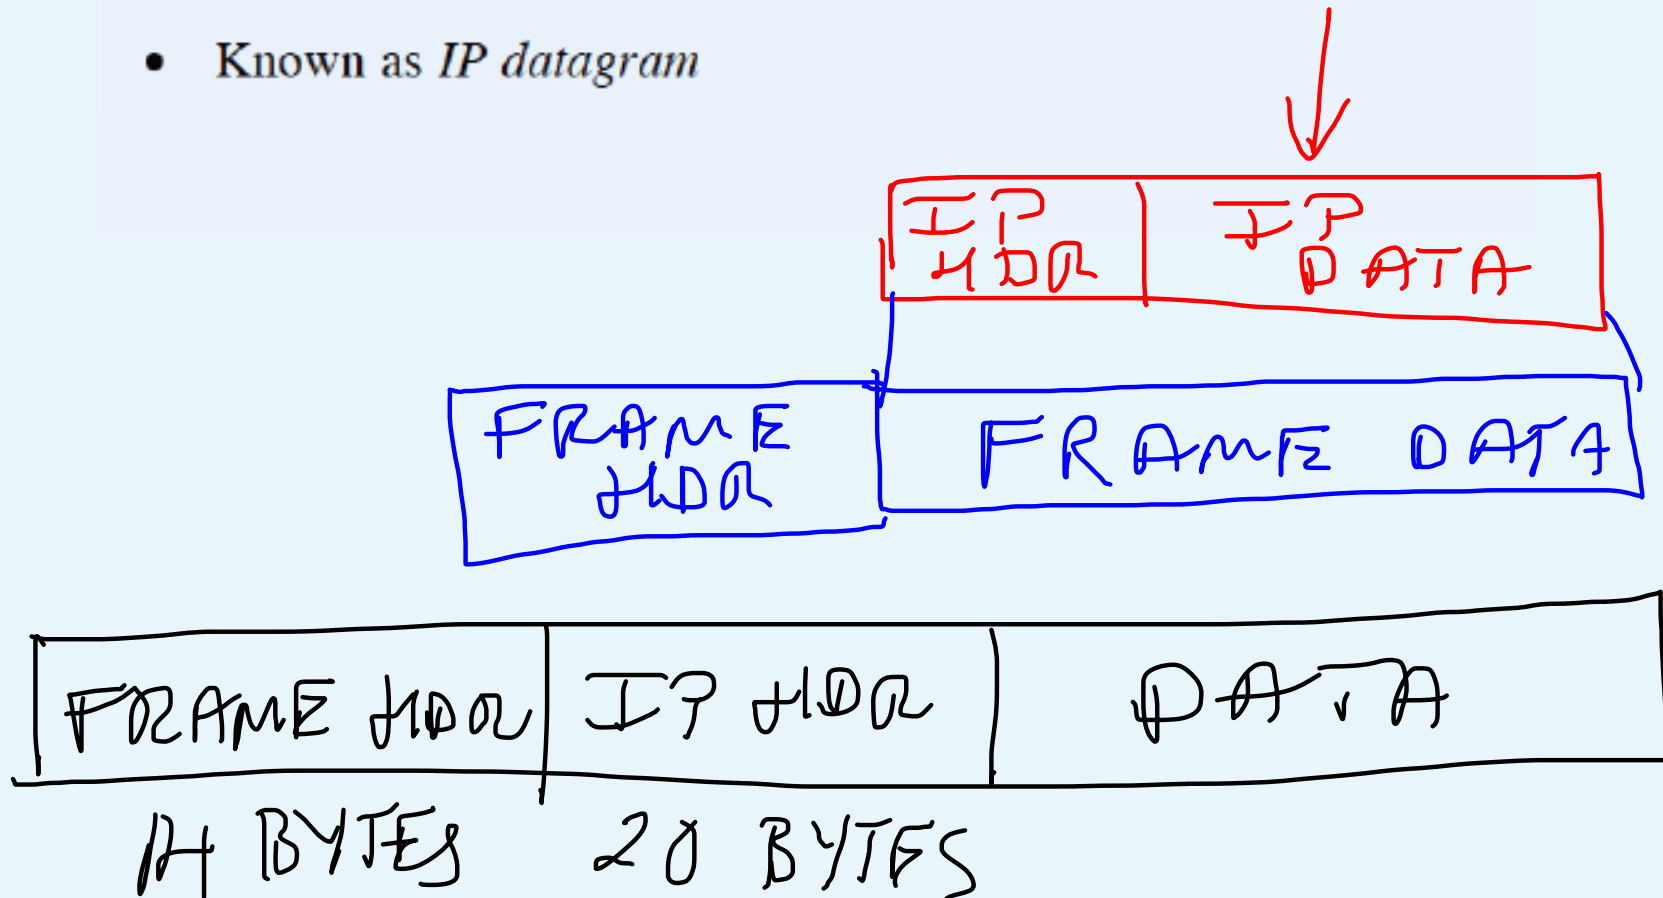 • Known as IP datagram
IP
HDR
IP
DATA
FRAME
HDR
FRAME DATA
FRAME HDR
IP HDR
DATA
14 BYTES
20 BYTES